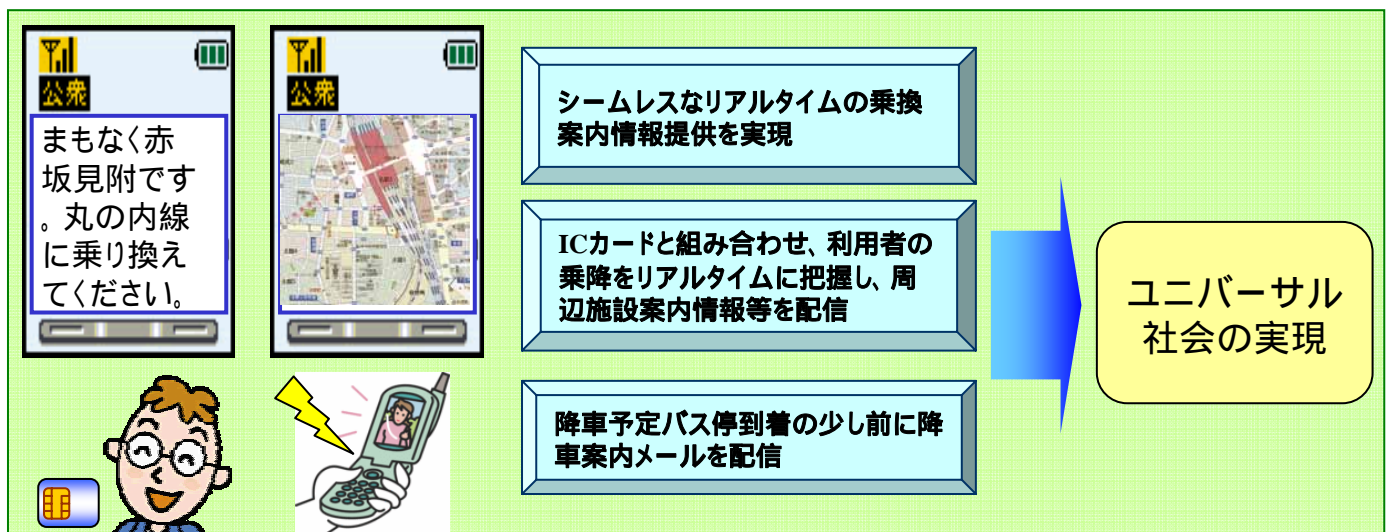 公衆
まもなく赤
坂見附です
。丸の内線
に乗り換え
てください。
公衆
シームレスなリアルタイムの乗換
案内情報提供を実現
ICカードと組み合わせ、利用者の
乗降をリアルタイムに把握し、周
辺施設案内情報等を配信
降車予定バス停到着の少し前に降
車案内メールを配信
ユニバーサル
社会の実現